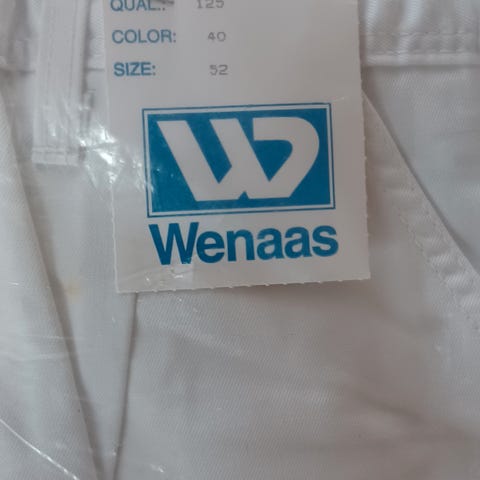 QUAL.: 125
COLOR: 40
SIZE: 52
W
Wenaas